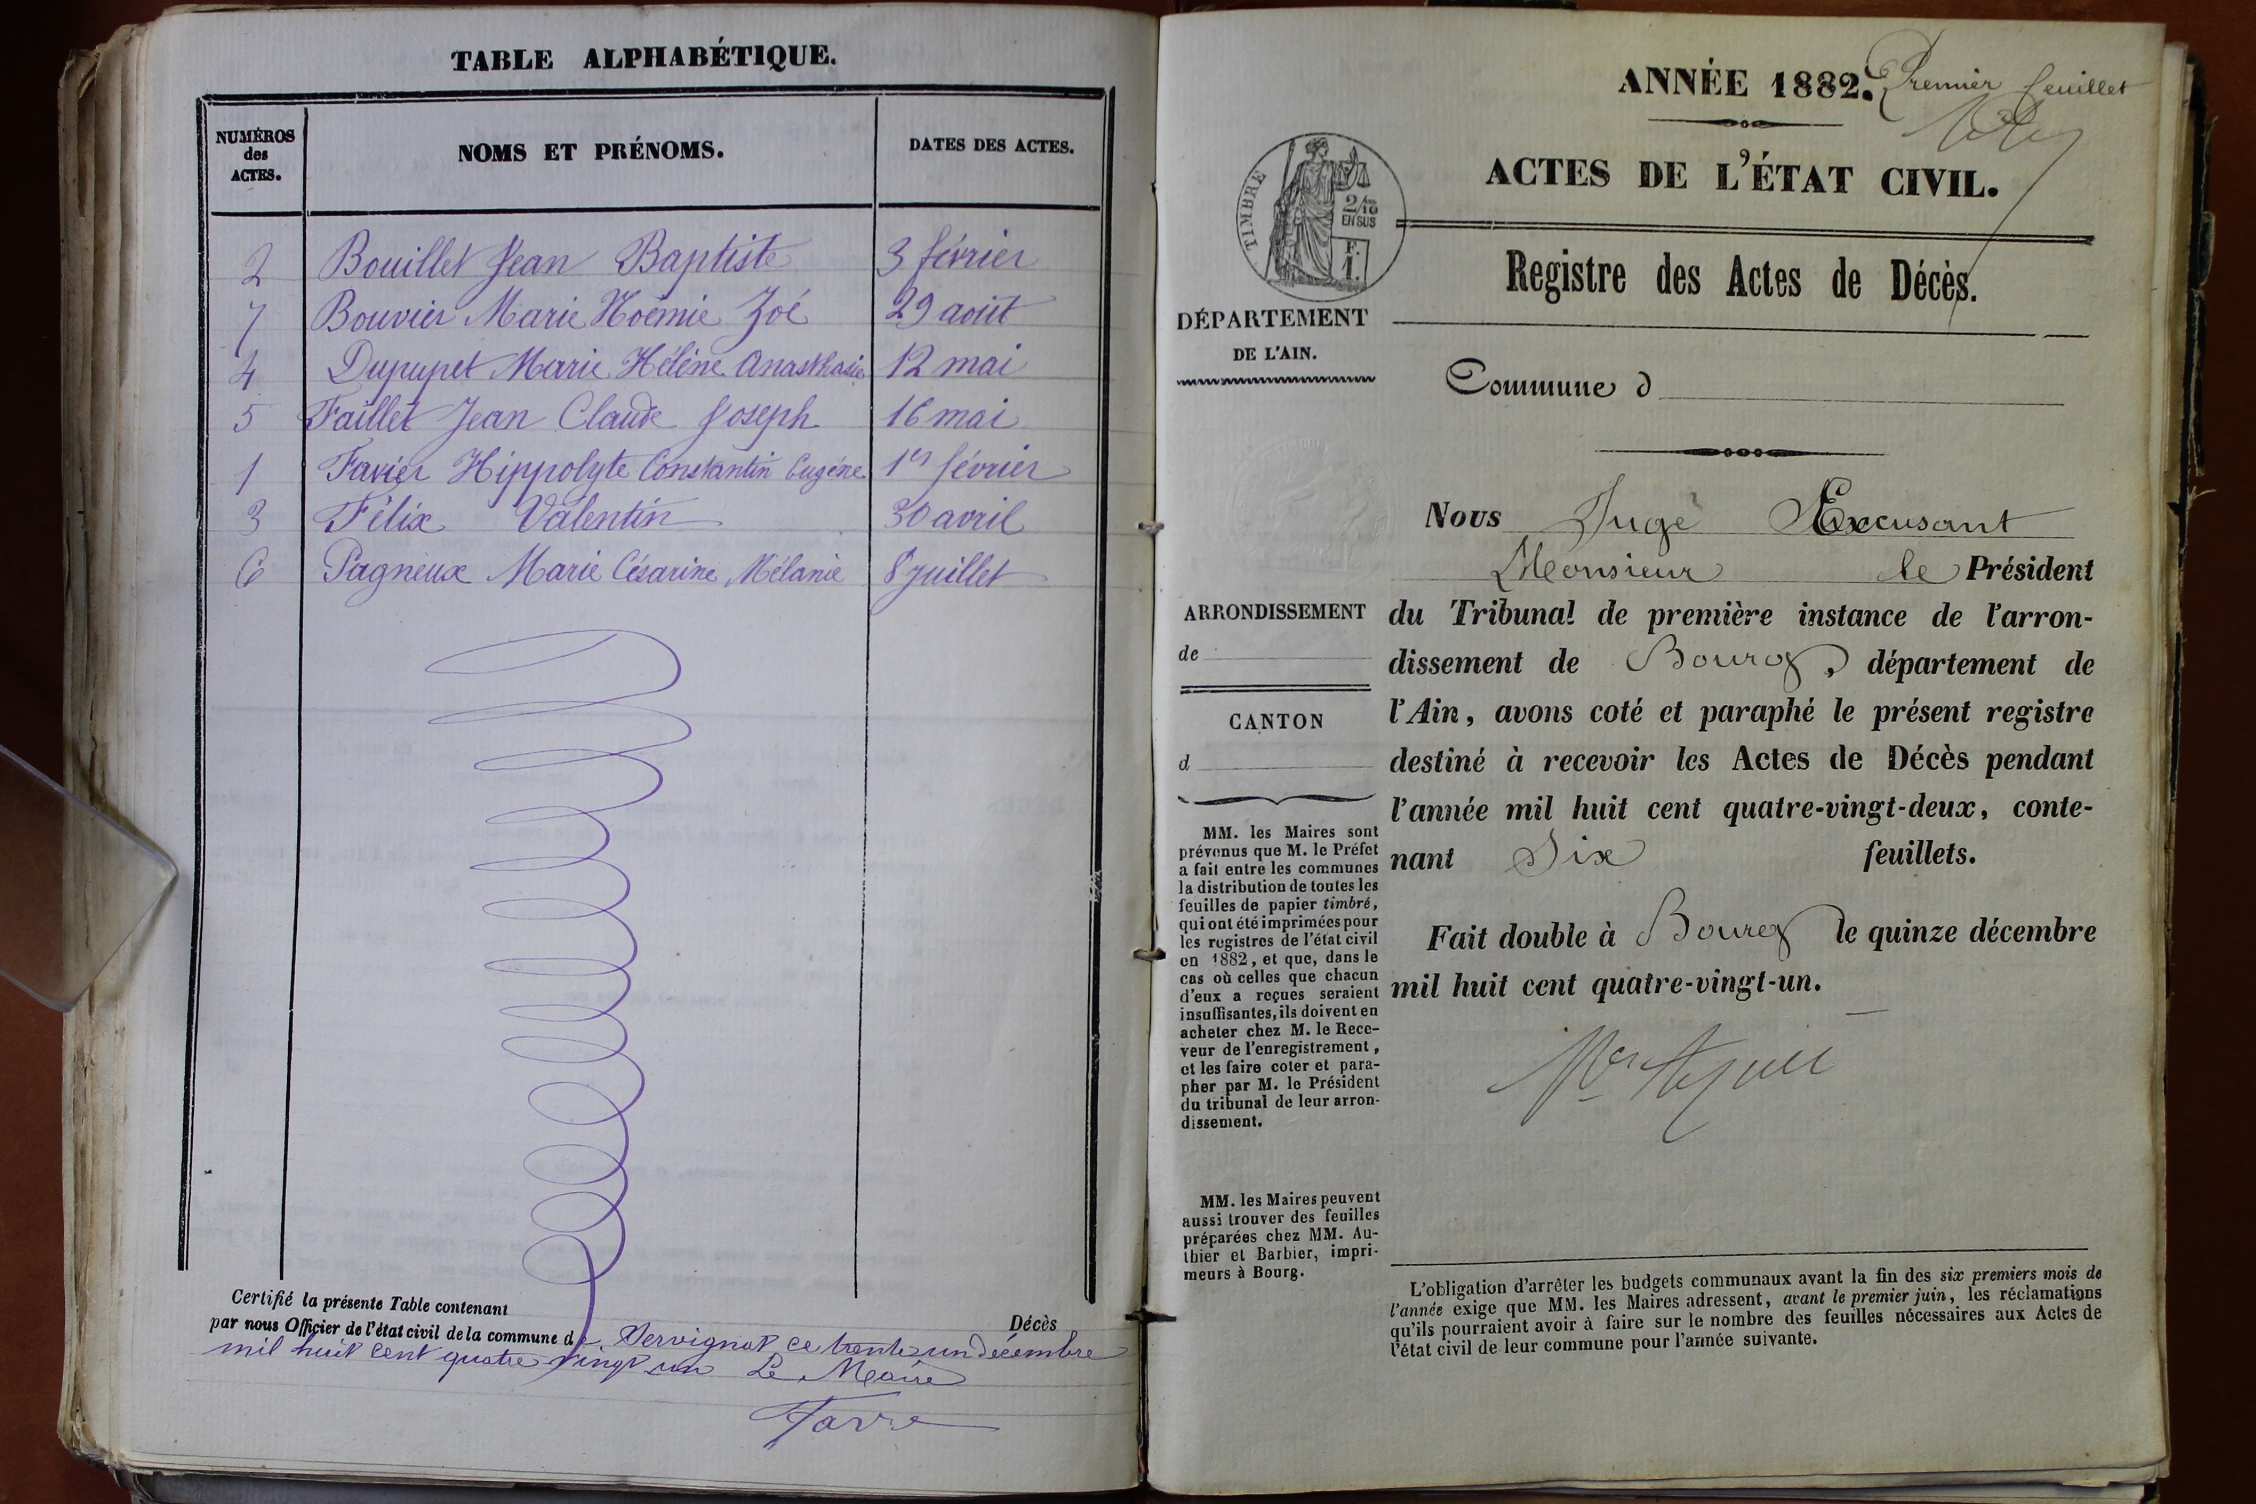 TABLE ALPHABÉTIQUE.
NUMÉROS
des
ACTES.
NOMS ET PRÉNOMS.
DATES DES ACTES.
2 Bouillet Jean Baptiste 3 février
7 Bouvier Marie Noémie Zoé 29 août
4 Dupupet Marie Hélène Anasthasie 12 mai
5 Faillet Jean Claude Joseph 16 mai
1 Favier Hippolyte Constantin Eugéne 1er février
3 Félix Valentin 30 avril
6 Pagneux Marie Césarine Mélanie 8 juillet
Certifié la présente Table contenant Décès
par nous Officier de l'état civil de la commune de Servignat ce trente un décembre
mil huit cent quatre vingt un Le Maire
Favre
ANNÉE 1882.
Premier feuillet
ACTES DE L'ÉTAT CIVIL.
TIMBRE
2/10
EN SUS
F.
1.
Registre des Actes de Décès.
DÉPARTEMENT
DE L'AIN.
Commune d
Nous Juge Excusant
Monsieur le Président
du Tribunal de première instance de l'arron-
dissement de Bourg, département de
l'Ain, avons coté et paraphé le présent registre
destiné à recevoir les Actes de Décès pendant
l'année mil huit cent quatre-vingt-deux, conte-
nant Six feuillets.
Fait double à Bourg le quinze décembre
mil huit cent quatre-vingt-un.
ARRONDISSEMENT
de
CANTON
d
MM. les Maires sont
prévenus que M. le Préfet
a fait entre les communes
la distribution de toutes les
feuilles de papier timbré,
qui ont été imprimées pour
les registres de l'état civil
en 1882, et que, dans le
cas où celles que chacun
d'eux a reçues seraient
insuffisantes, ils doivent en
acheter chez M. le Rece-
veur de l'enregistrement,
et les faire coter et para-
pher par M. le Président
du tribunal de leur arron-
dissement.
MM. les Maires peuvent
aussi trouver des feuilles
préparées chez MM. Au-
thier et Barbier, impri-
meurs à Bourg.
L'obligation d'arrêter les budgets communaux avant la fin des six premiers mois de
l'année exige que MM. les Maires adressent, avant le premier juin, les réclamations
qu'ils pourraient avoir à faire sur le nombre des feuilles nécessaires aux Actes de
l'état civil de leur commune pour l'année suivante.